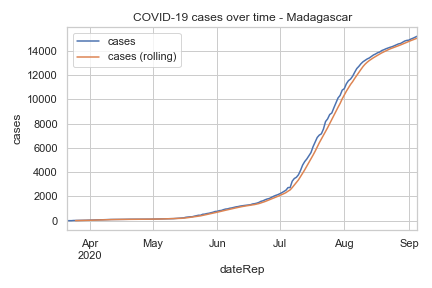 COVID-19 cases over time - Madagascar
cases
cases (rolling)
14000
12000
10000
8000
6000
4000
2000
0
cases
Apr
2020
May
Jun
Jul
Aug
Sep
dateRep